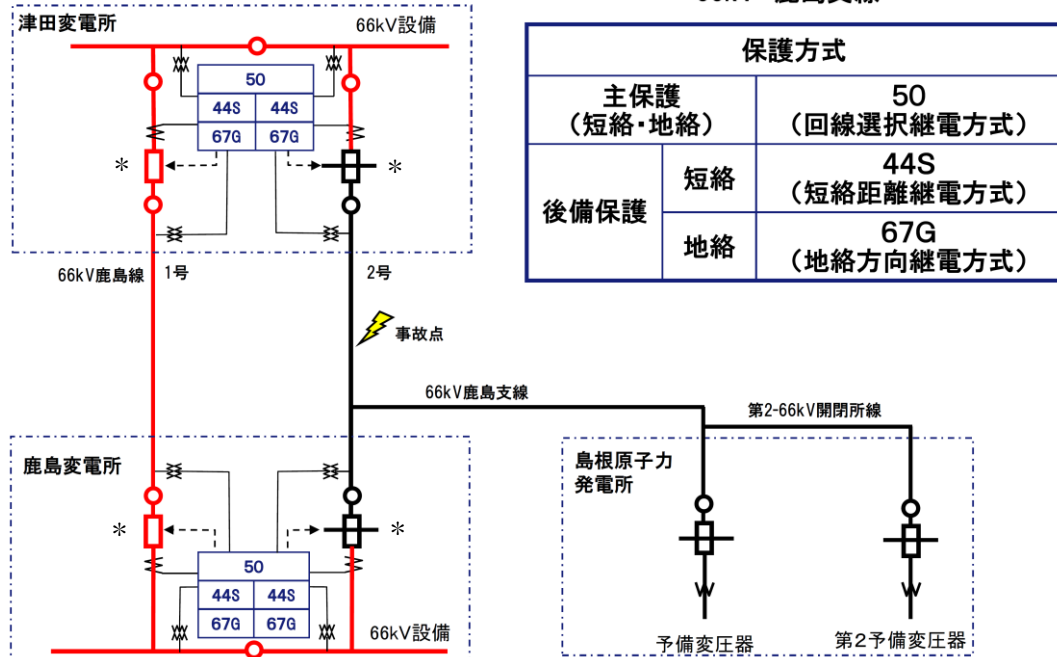 津田変電所
66kV設備
50
44S 44S
67G 67G
*
*
66kV鹿島線
1号
2号
事故点
66kV鹿島支線
第2-66kV開閉所線
鹿島変電所
*
*
50
44S 44S
67G 67G
66kV設備
島根原子力
発電所
予備変圧器
第2予備変圧器
保護方式
主保護
(短絡・地絡)
50
(回線選択継電方式)
後備保護
短絡
44S
(短絡距離継電方式)
地絡
67G
(地絡方向継電方式)